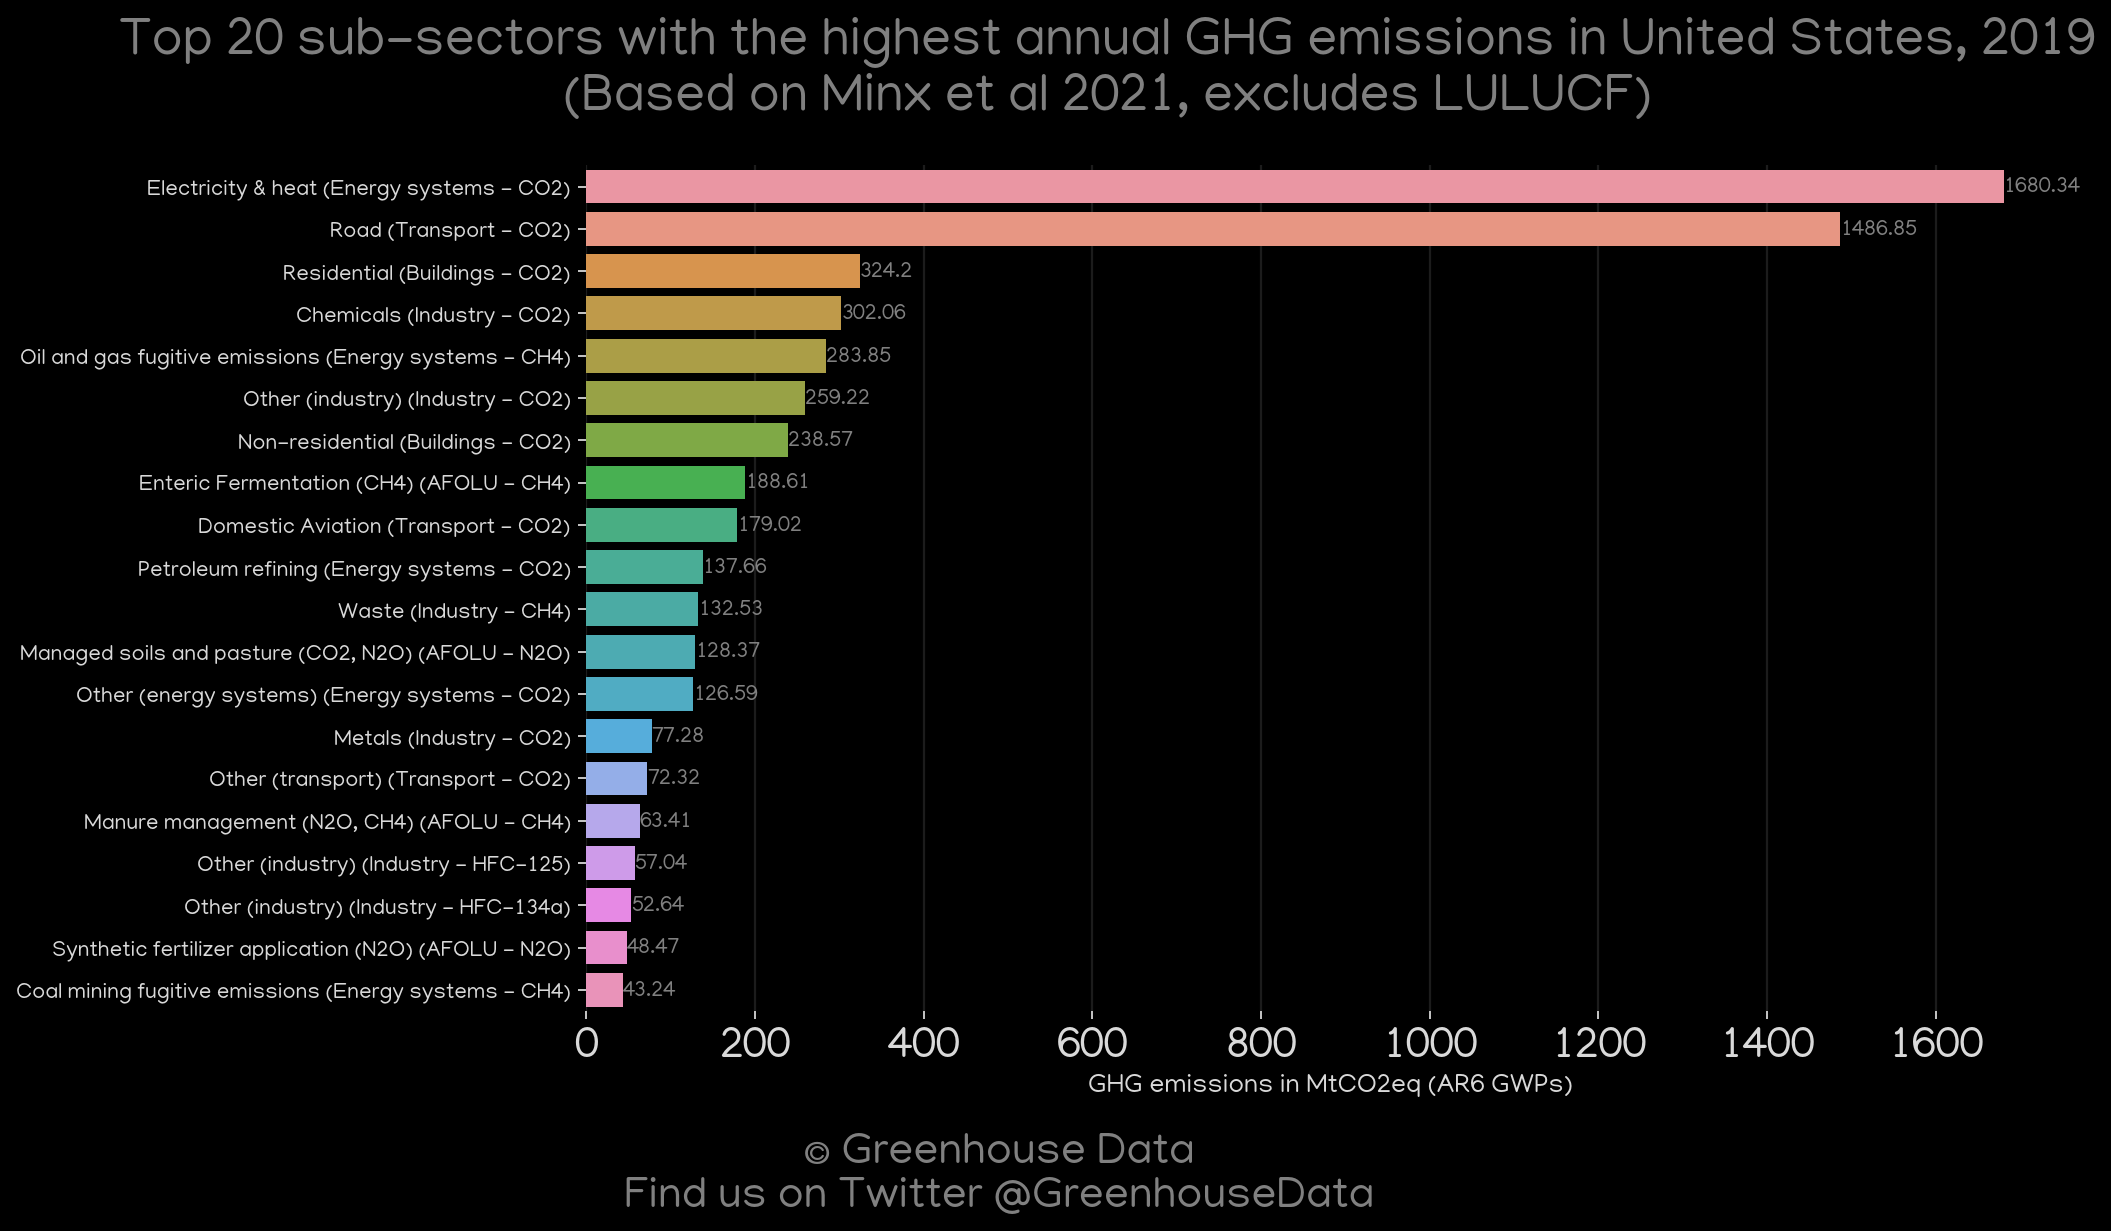 Top 20 sub-sectors with the highest annual GHG emissions in United States, 2019
(Based on Minx et al 2021, excludes LULUCF)
Electricity & heat (Energy systems - CO2) 1680.34
Road (Transport - CO2) 1486.85
Residential (Buildings - CO2) 324.2
Chemicals (Industry - CO2) 302.06
Oil and gas fugitive emissions (Energy systems - CH4) 283.85
Other (industry) (Industry - CO2) 259.22
Non-residential (Buildings - CO2) 238.57
Enteric Fermentation (CH4) (AFOLU - CH4) 188.61
Domestic Aviation (Transport - CO2) 179.02
Petroleum refining (Energy systems - CO2) 137.66
Waste (Industry - CH4) 132.53
Managed soils and pasture (CO2, N2O) (AFOLU - N2O) 128.37
Other (energy systems) (Energy systems - CO2) 126.59
Metals (Industry - CO2) 77.28
Other (transport) (Transport - CO2) 72.32
Manure management (N2O, CH4) (AFOLU - CH4) 63.41
Other (industry) (Industry - HFC-125) 57.04
Other (industry) (Industry - HFC-134a) 52.64
Synthetic fertilizer application (N2O) (AFOLU - N2O) 48.47
Coal mining fugitive emissions (Energy systems - CH4) 43.24
0 200 400 600 800 1000 1200 1400 1600
GHG emissions in MtCO2eq (AR6 GWPs)
© Greenhouse Data
Find us on Twitter @GreenhouseData